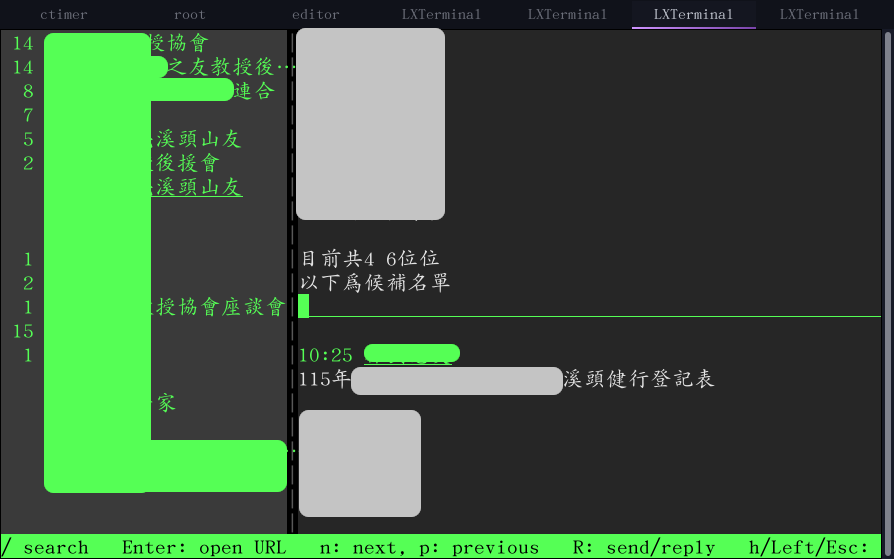 ctimer root editor LXTerminal LXTerminal LXTerminal LXTerminal
14 授協會
14 之友教授後…
8 連合
7
5 溪頭山友
2 後援會
溪頭山友
1
2
1 授協會座談會
15
1
家
…
目前共4 6位位
以下爲候補名單
10:25
115年 溪頭健行登記表
/ search Enter: open URL n: next, p: previous R: send/reply h/Left/Esc: